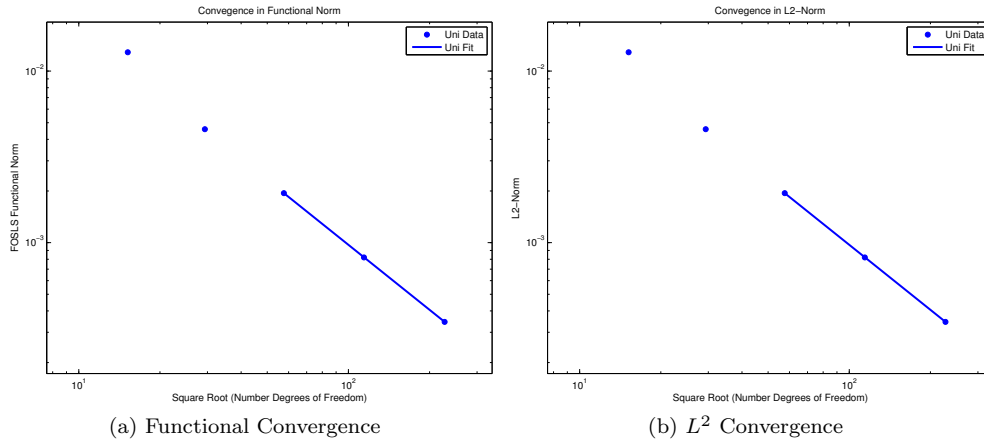 Convegence in Functional Norm
Uni Data
Uni Fit
10^{-2}
10^{-3}
FOSLS Functional Norm
10^1
10^2
Square Root (Number Degrees of Freedom)
(a) Functional Convergence
Convegence in L2-Norm
Uni Data
Uni Fit
10^{-2}
10^{-3}
L2-Norm
10^1
10^2
Square Root (Number Degrees of Freedom)
(b) L^2 Convergence